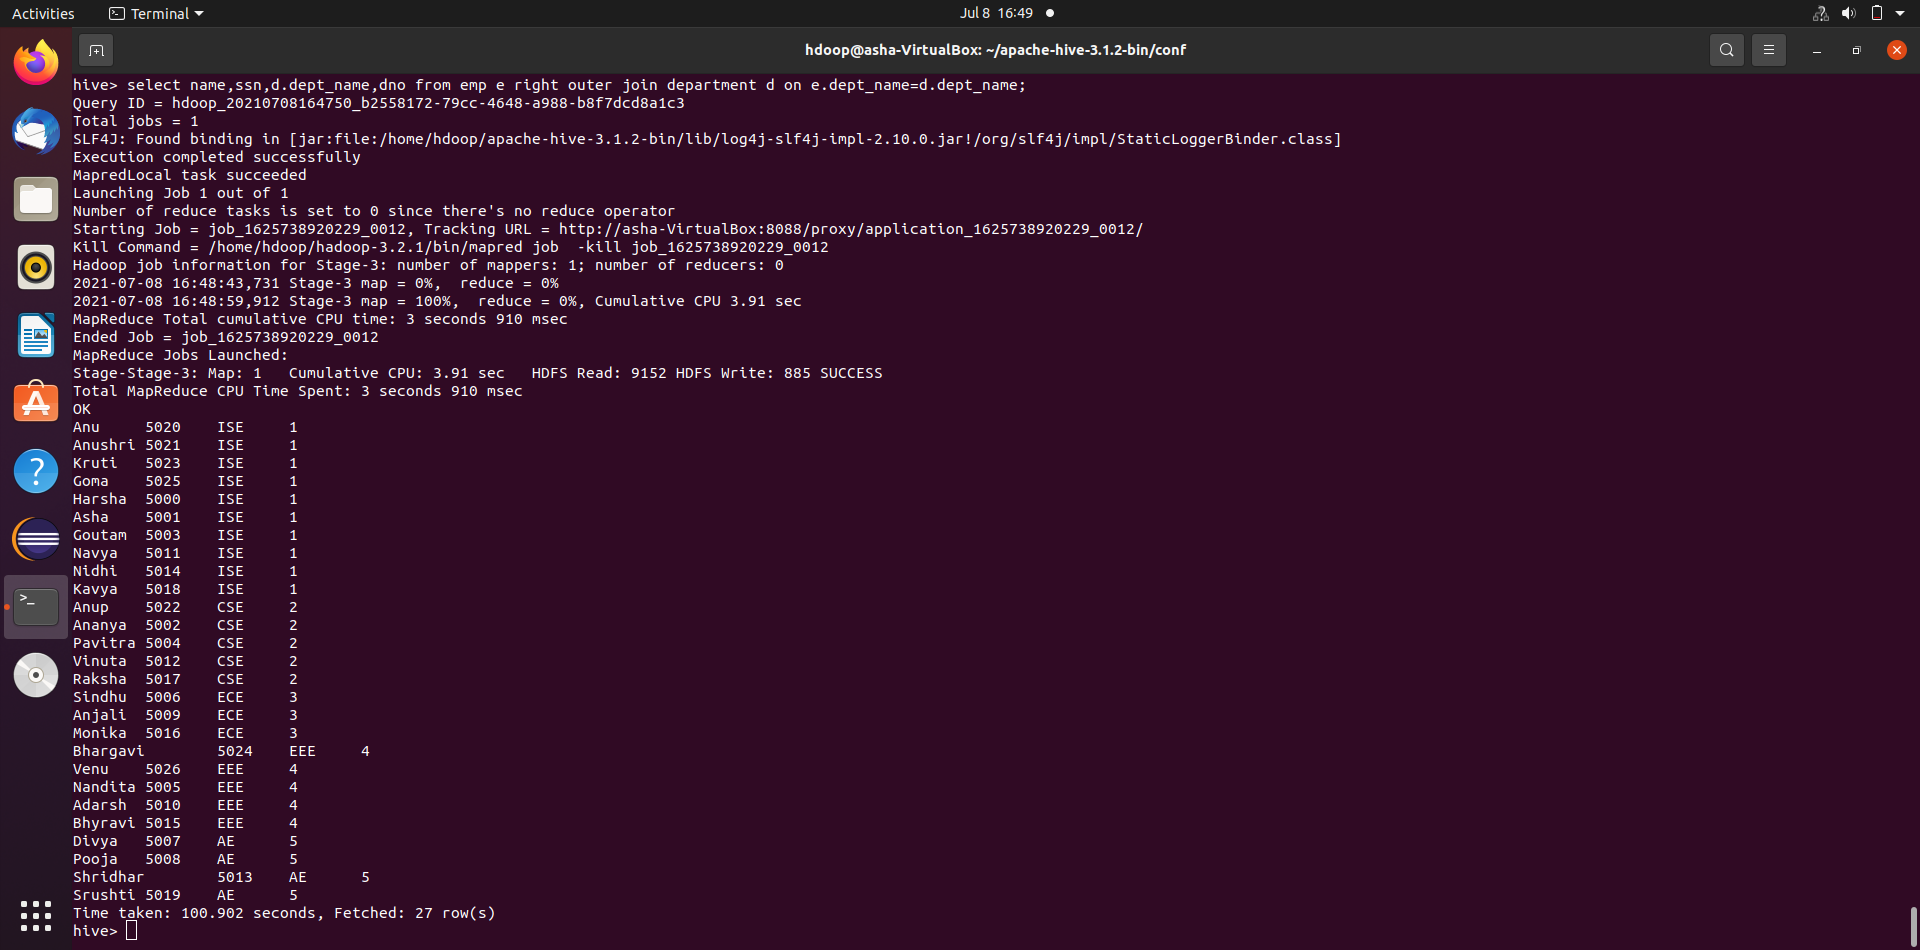 Activities Terminal Jul 8 16:49
hdoop@asha-VirtualBox: ~/apache-hive-3.1.2-bin/conf
hive> select name,ssn,d.dept_name,dno from emp e right outer join department d on e.dept_name=d.dept_name;
Query ID = hdoop_20210708164750_b2558172-79cc-4648-a988-b8f7dcd8a1c3
Total jobs = 1
SLF4J: Found binding in [jar:file:/home/hdoop/apache-hive-3.1.2-bin/lib/log4j-slf4j-impl-2.10.0.jar!/org/slf4j/impl/StaticLoggerBinder.class]
Execution completed successfully
MapredLocal task succeeded
Launching Job 1 out of 1
Number of reduce tasks is set to 0 since there's no reduce operator
Starting Job = job_1625738920229_0012, Tracking URL = http://asha-VirtualBox:8088/proxy/application_1625738920229_0012/
Kill Command = /home/hdoop/hadoop-3.2.1/bin/mapred job  -kill job_1625738920229_0012
Hadoop job information for Stage-3: number of mappers: 1; number of reducers: 0
2021-07-08 16:48:43,731 Stage-3 map = 0%,  reduce = 0%
2021-07-08 16:48:59,912 Stage-3 map = 100%,  reduce = 0%, Cumulative CPU 3.91 sec
MapReduce Total cumulative CPU time: 3 seconds 910 msec
Ended Job = job_1625738920229_0012
MapReduce Jobs Launched:
Stage-Stage-3: Map: 1   Cumulative CPU: 3.91 sec   HDFS Read: 9152 HDFS Write: 885 SUCCESS
Total MapReduce CPU Time Spent: 3 seconds 910 msec
OK
Anu 5020 ISE 1
Anushri 5021 ISE 1
Kruti 5023 ISE 1
Goma 5025 ISE 1
Harsha 5000 ISE 1
Asha 5001 ISE 1
Goutam 5003 ISE 1
Navya 5011 ISE 1
Nidhi 5014 ISE 1
Kavya 5018 ISE 1
Anup 5022 CSE 2
Ananya 5002 CSE 2
Pavitra 5004 CSE 2
Vinuta 5012 CSE 2
Raksha 5017 CSE 2
Sindhu 5006 ECE 3
Anjali 5009 ECE 3
Monika 5016 ECE 3
Bhargavi 5024 EEE 4
Venu 5026 EEE 4
Nandita 5005 EEE 4
Adarsh 5010 EEE 4
Bhyravi 5015 EEE 4
Divya 5007 AE 5
Pooja 5008 AE 5
Shridhar 5013 AE 5
Srushti 5019 AE 5
Time taken: 100.902 seconds, Fetched: 27 row(s)
hive>